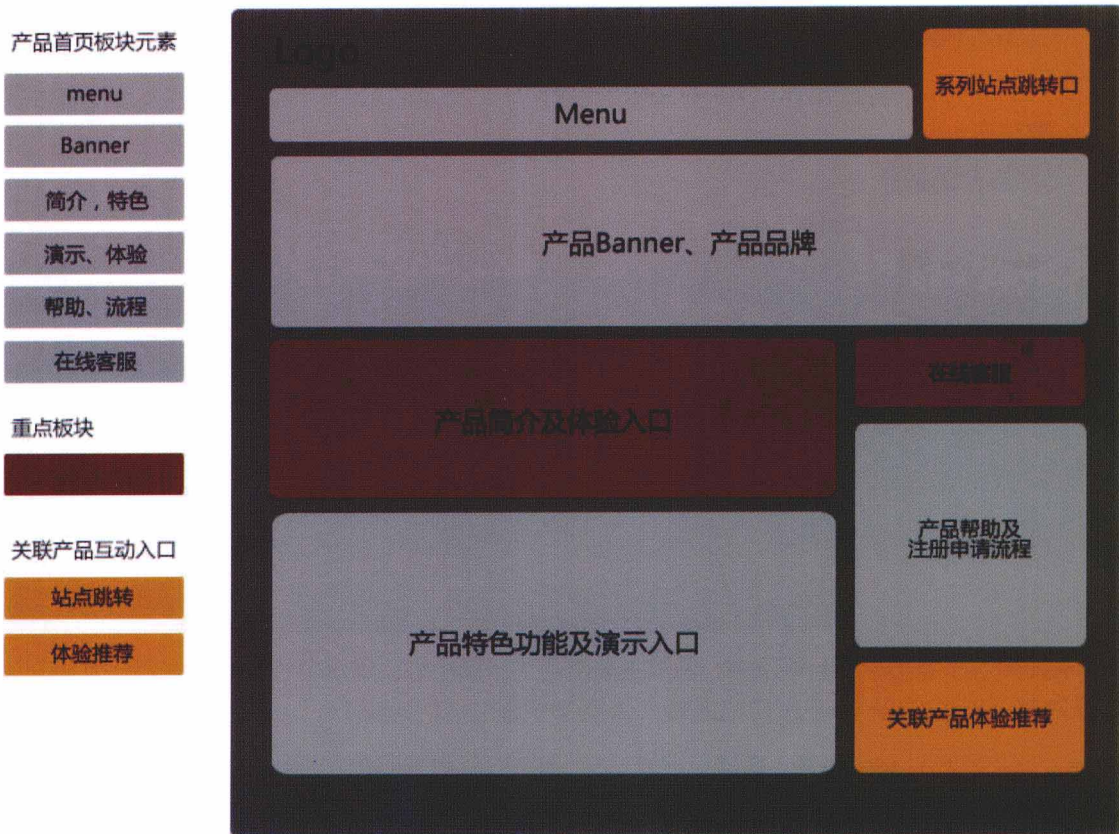 产品首页板块元素
menu
Banner
简介，特色
演示、体验
帮助、流程
在线客服
重点板块
关联产品互动入口
站点跳转
体验推荐
Logo
系列站点跳转口
Menu
产品Banner、产品品牌
产品简介及体验入口
在线客服
产品帮助及
注册申请流程
产品特色功能及演示入口
关联产品体验推荐